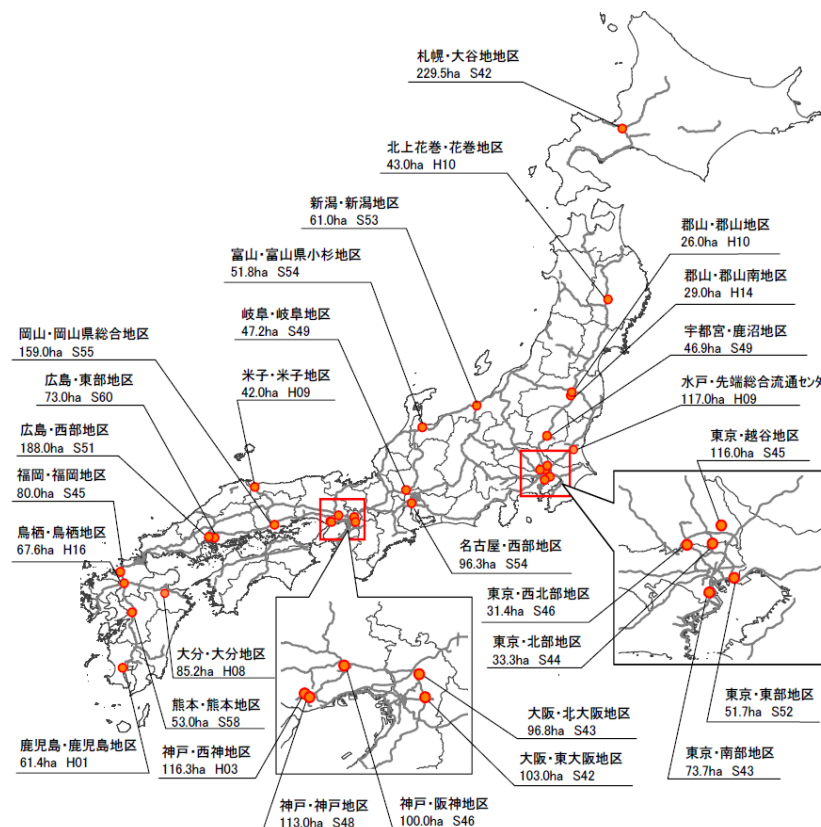 札幌・大谷地地区
229.5ha S42
北上花巻・花巻地区
43.0ha H10
新潟・新潟地区
61.0ha S53
郡山・郡山地区
26.0ha H10
富山・富山県小杉地区
51.8ha S54
郡山・郡山南地区
29.0ha H14
岐阜・岐阜地区
47.2ha S49
宇都宮・鹿沼地区
46.9ha S49
岡山・岡山県総合地区
159.0ha S55
米子・米子地区
42.0ha H09
水戸・先端総合流通センタ
117.0ha H09
広島・東部地区
73.0ha S60
広島・西部地区
188.0ha S51
東京・越谷地区
116.0ha S45
福岡・福岡地区
80.0ha S45
鳥栖・鳥栖地区
67.6ha H16
名古屋・西部地区
96.3ha S54
東京・西北部地区
31.4ha S46
東京・北部地区
33.3ha S44
大分・大分地区
85.2ha H08
熊本・熊本地区
53.0ha S58
東京・東部地区
51.7ha S52
大阪・北大阪地区
96.8ha S43
鹿児島・鹿児島地区
61.4ha H01
神戸・西神地区
116.3ha H03
大阪・東大阪地区
103.0ha S42
東京・南部地区
73.7ha S43
神戸・神戸地区
113.0ha S48
神戸・阪神地区
100.0ha S46